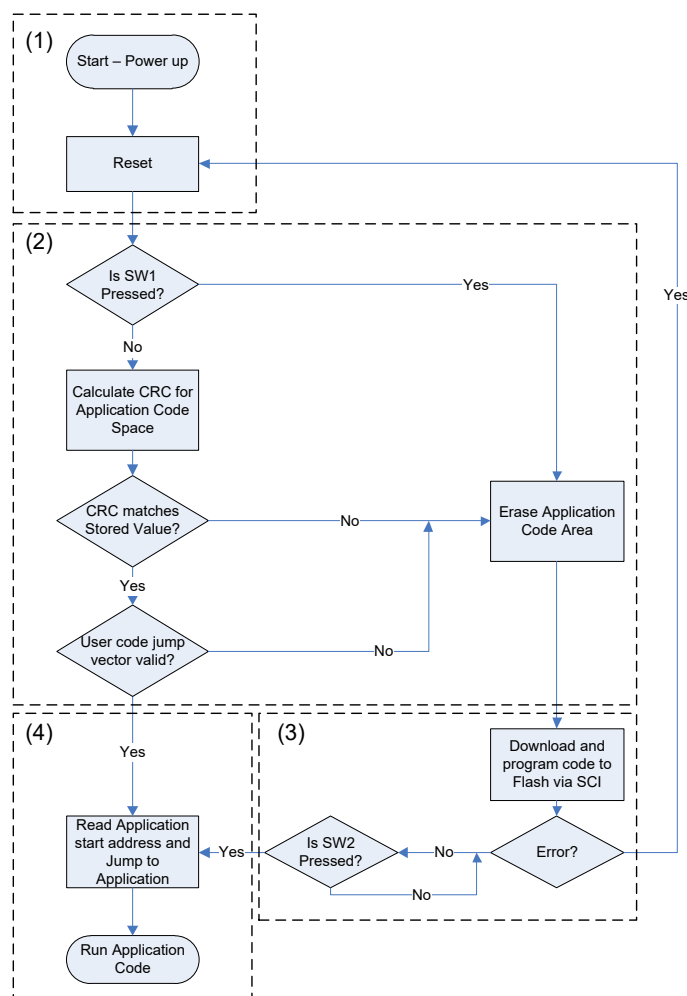 (1)
Start – Power up
Reset
(2)
Is SW1
Pressed?
Yes
Yes
No
Calculate CRC for
Application Code
Space
CRC matches
Stored Value?
No
Erase Application
Code Area
Yes
User code jump
vector valid?
No
(4)
(3)
Yes
Download and
program code to
Flash via SCI
Read Application
start address and
Jump to
Application
Yes
Is SW2
Pressed?
No
Error?
No
Run Application
Code